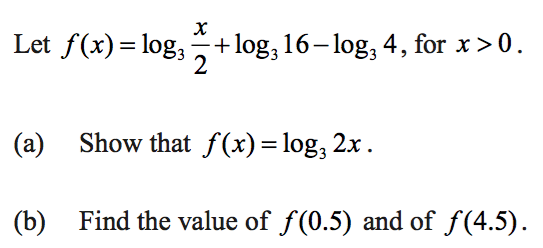 Let f(x) = log₃ x/2 + log₃ 16 − log₃ 4, for x > 0.
(a) Show that f(x) = log₃ 2x.
(b) Find the value of f(0.5) and of f(4.5).